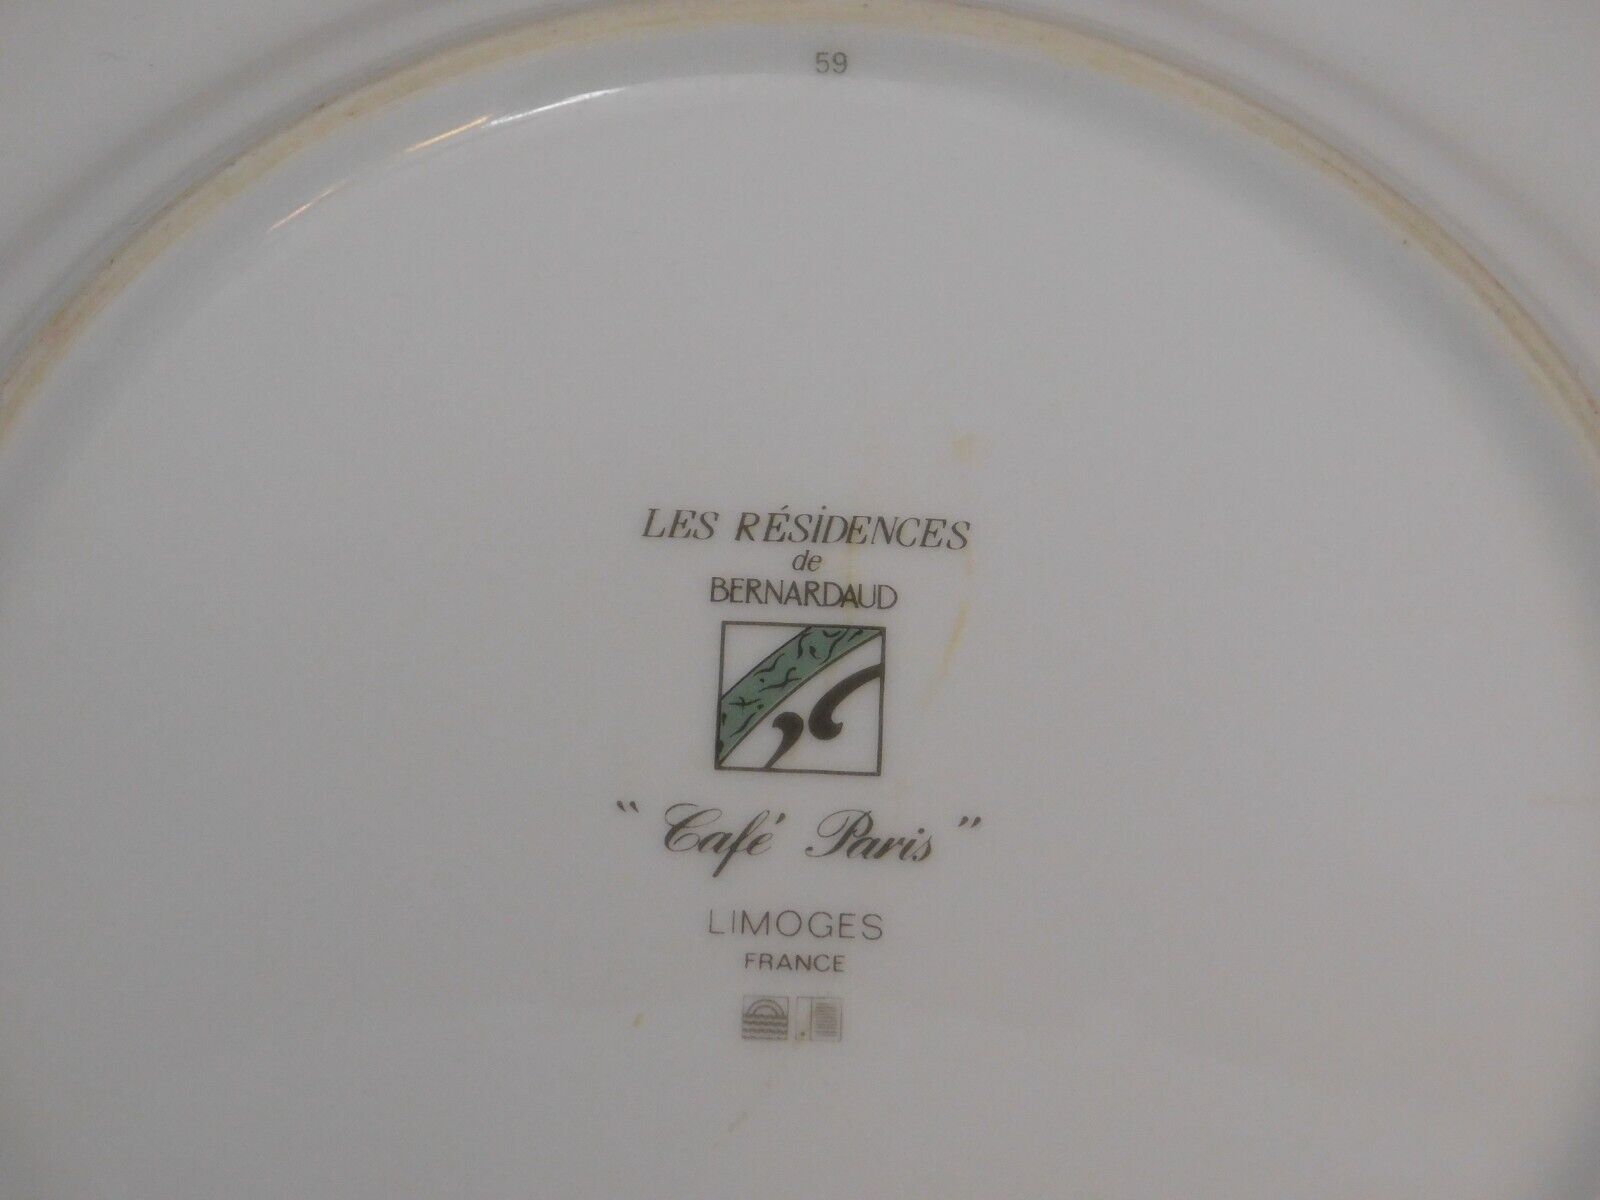 59
LES RÉSIDENCES
de
BERNARDAUD
" Café Paris "
LIMOGES
FRANCE